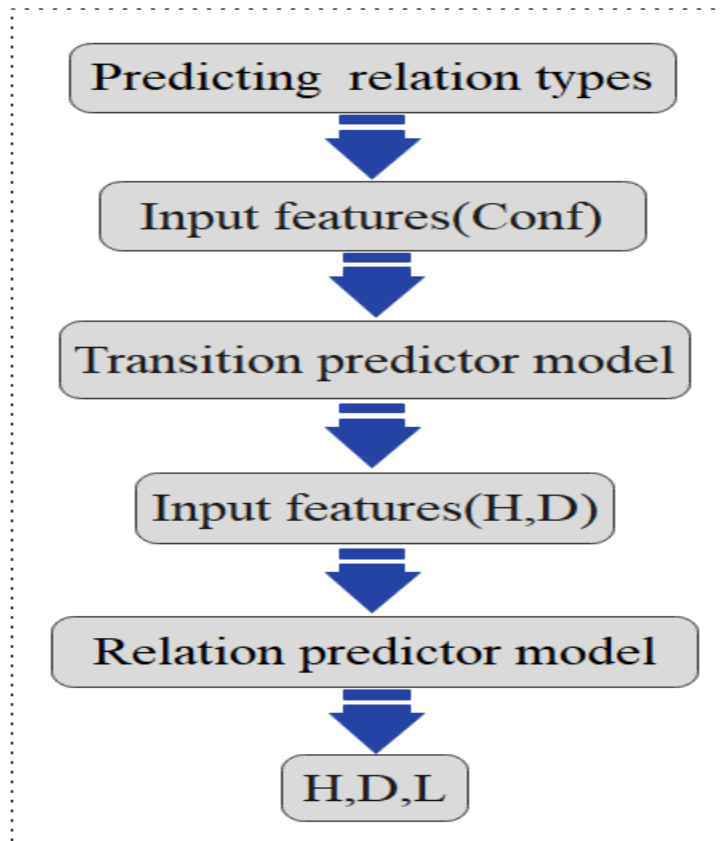 Predicting relation types
Input features(Conf)
Transition predictor model
Input features(H,D)
Relation predictor model
H,D,L